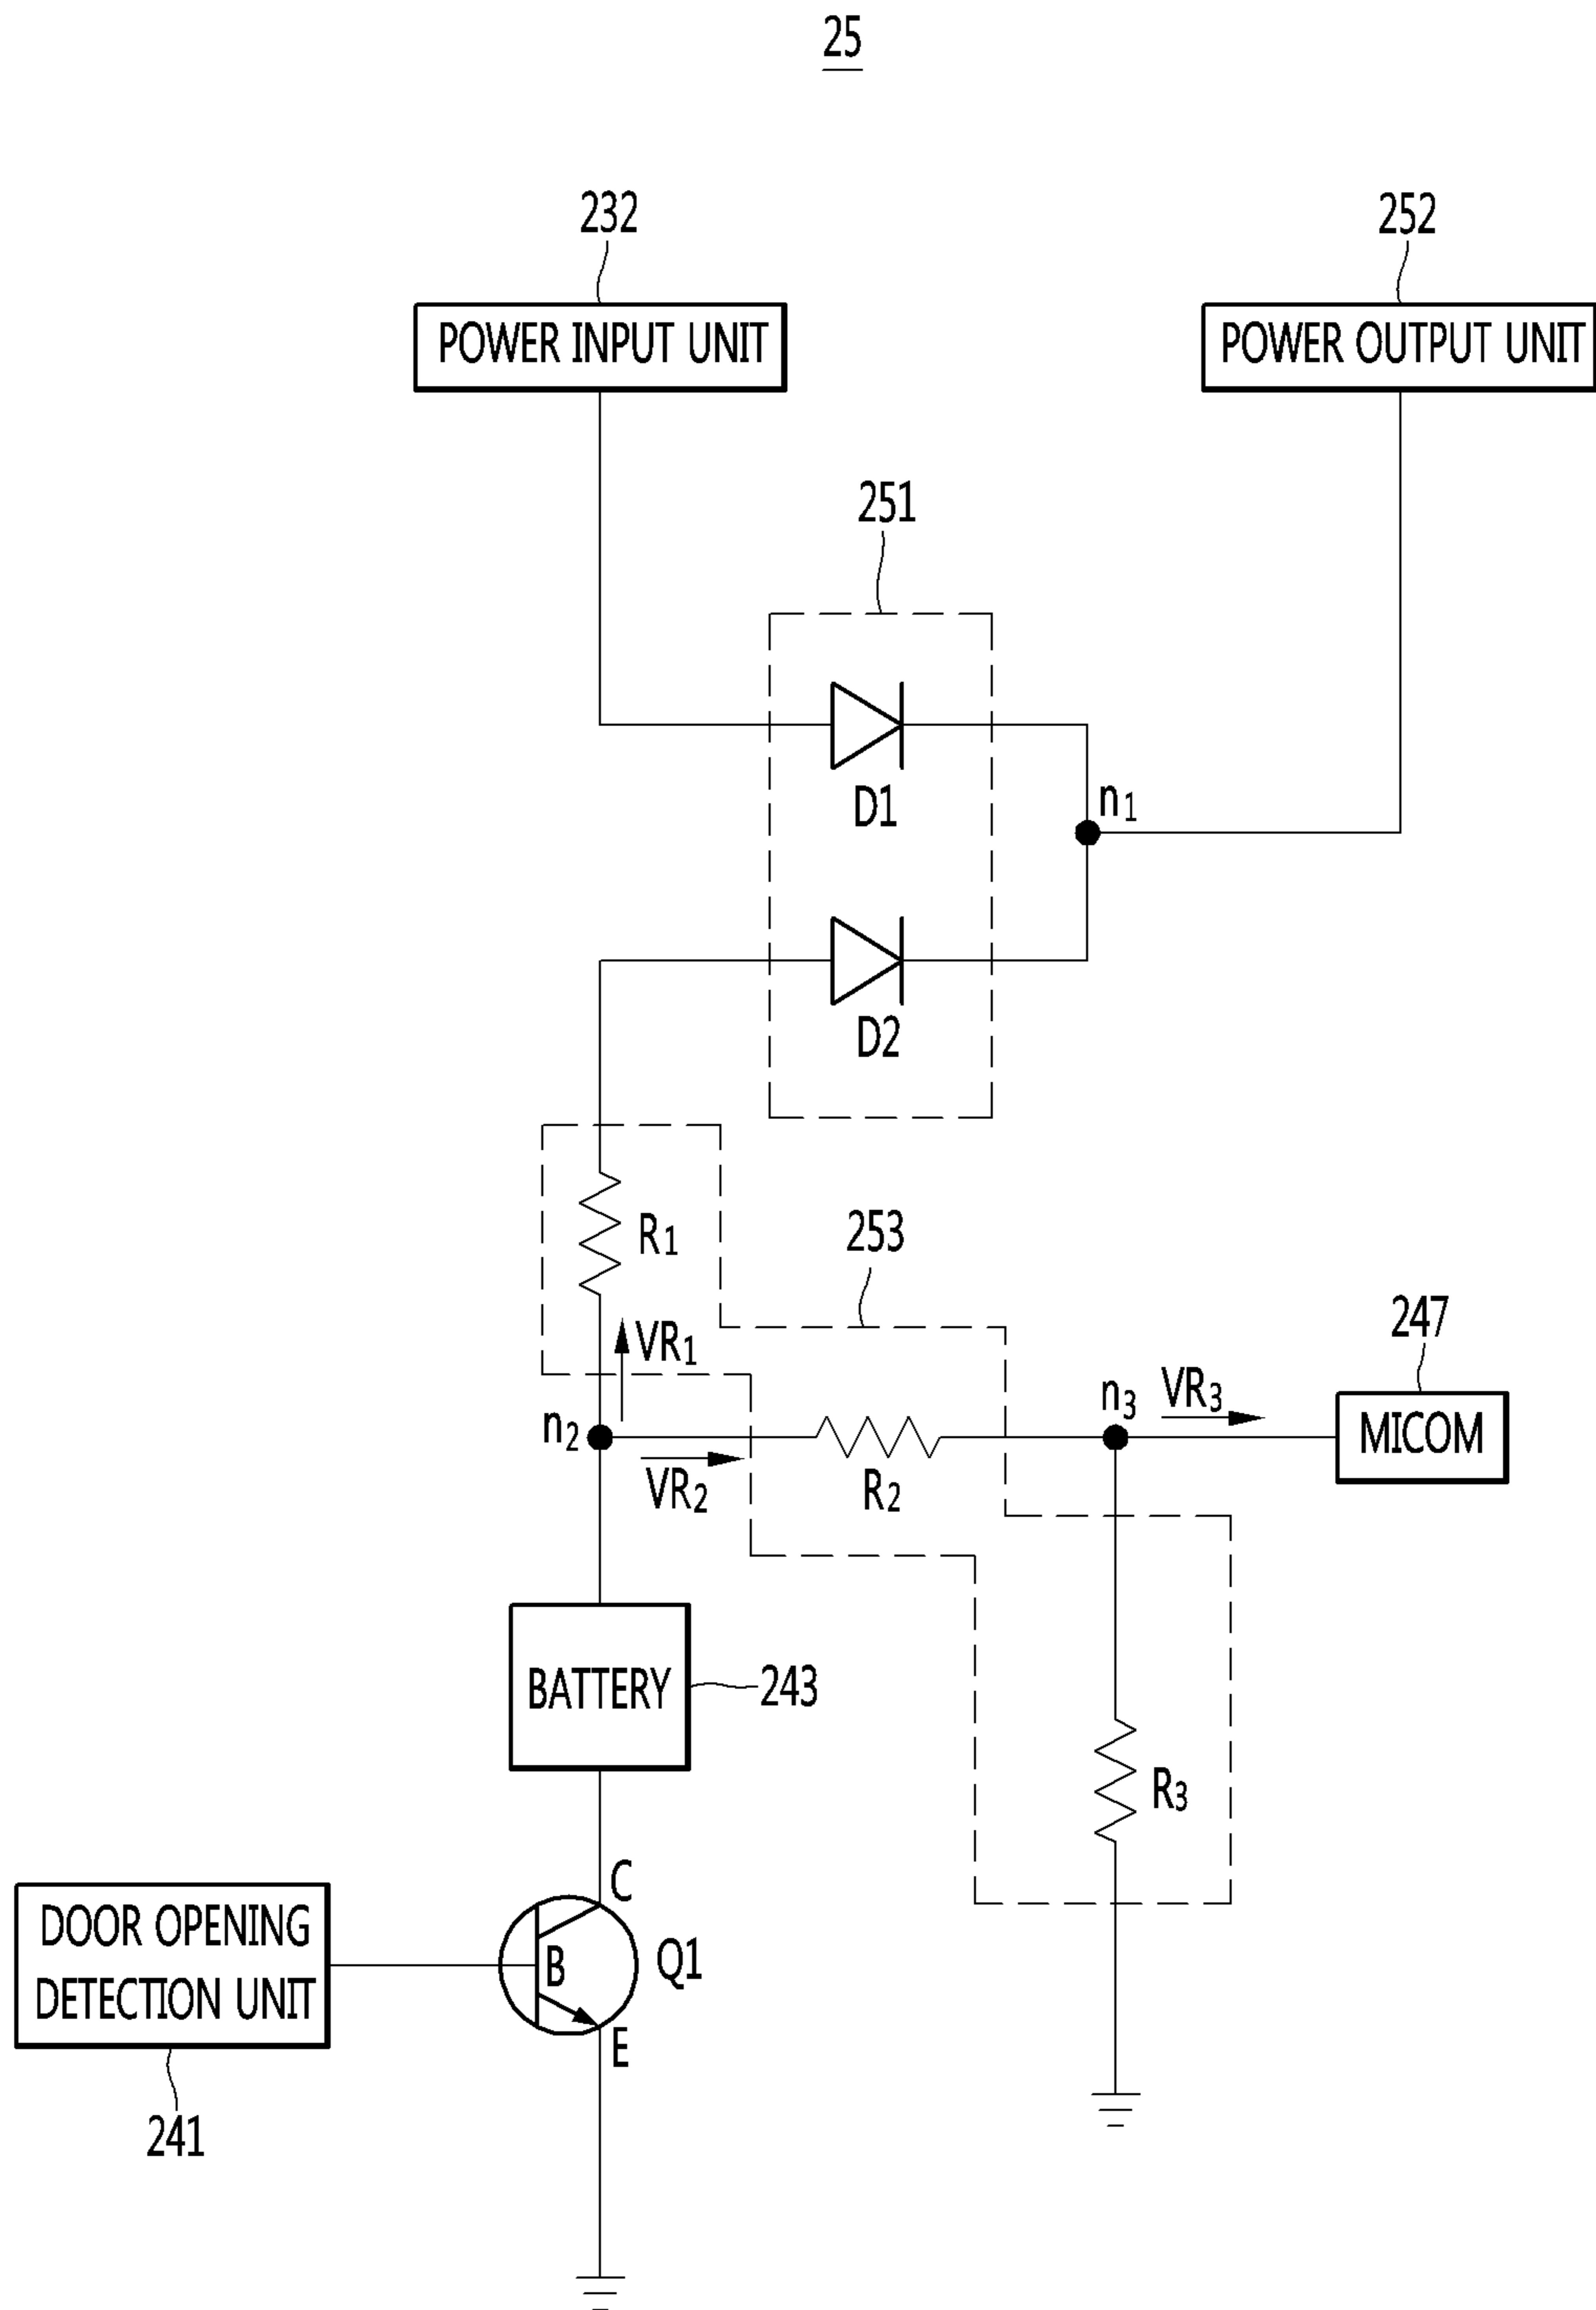 25
232
252
POWER INPUT UNIT
POWER OUTPUT UNIT
251
D1
n1
D2
R1
253
VR1
247
n2
n3
VR3
MICOM
VR2
R2
BATTERY
243
R3
C
DOOR OPENING
DETECTION UNIT
B
Q1
E
241